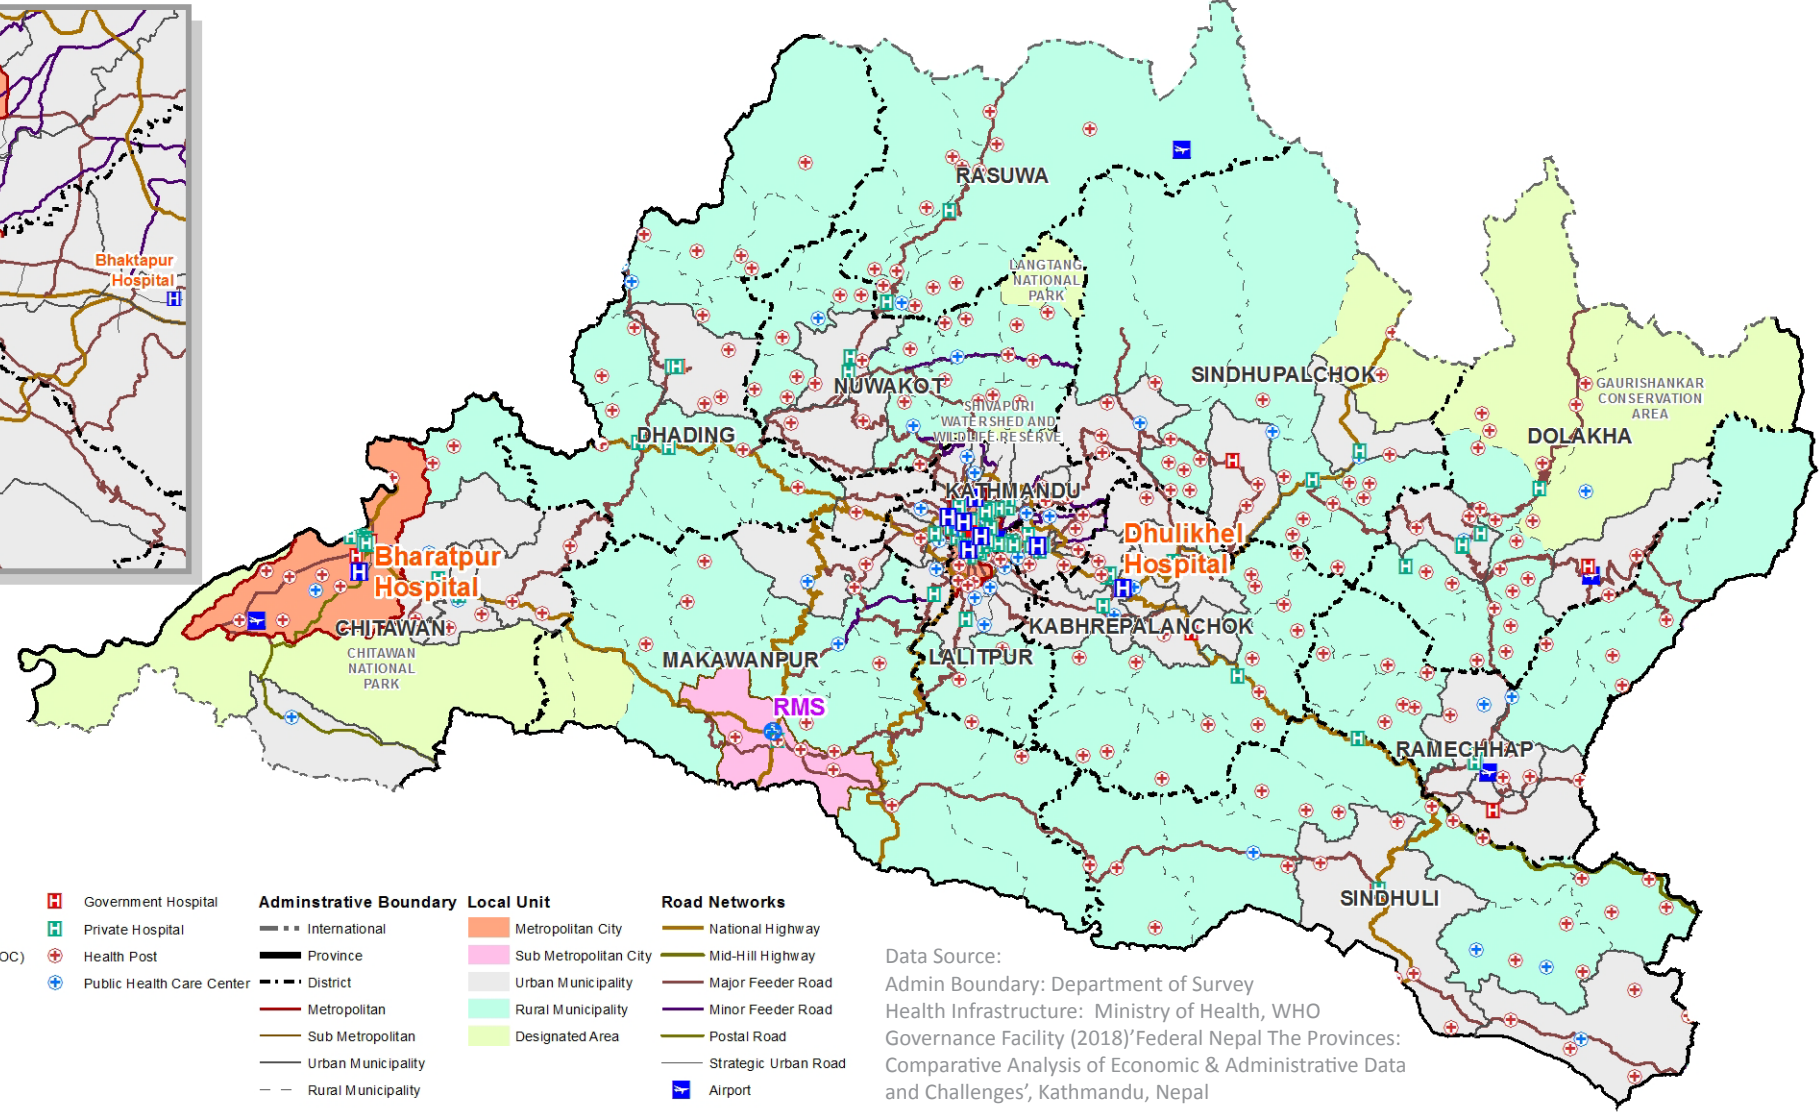 Bhaktapur
Hospital
RASUWA
LANGTANG
NATIONAL
PARK
NUWAKOT
SINDHUPALCHOK
GAURISHANKAR
CONSERVATION
AREA
SHIVAPURI
WATERSHED AND
WILDLIFE RESERVE
DHADING
DOLAKHA
KATHMANDU
Dhulikhel
Hospital
Bharatpur
Hospital
CHITAWAN
CHITAWAN
NATIONAL
PARK
KABHREPALANCHOK
MAKAWANPUR
LALITPUR
RMS
RAMECHHAP
SINDHULI
OC)
Government Hospital
Private Hospital
Health Post
Public Health Care Center
Adminstrative Boundary
International
Province
District
Metropolitan
Sub Metropolitan
Urban Municipality
Rural Municipality
Local Unit
Metropolitan City
Sub Metropolitan City
Urban Municipality
Rural Municipality
Designated Area
Road Networks
National Highway
Mid-Hill Highway
Major Feeder Road
Minor Feeder Road
Postal Road
Strategic Urban Road
Airport
Data Source:
Admin Boundary: Department of Survey
Health Infrastructure: Ministry of Health, WHO
Governance Facility (2018)’Federal Nepal The Provinces:
Comparative Analysis of Economic & Administrative Data
and Challenges’, Kathmandu, Nepal